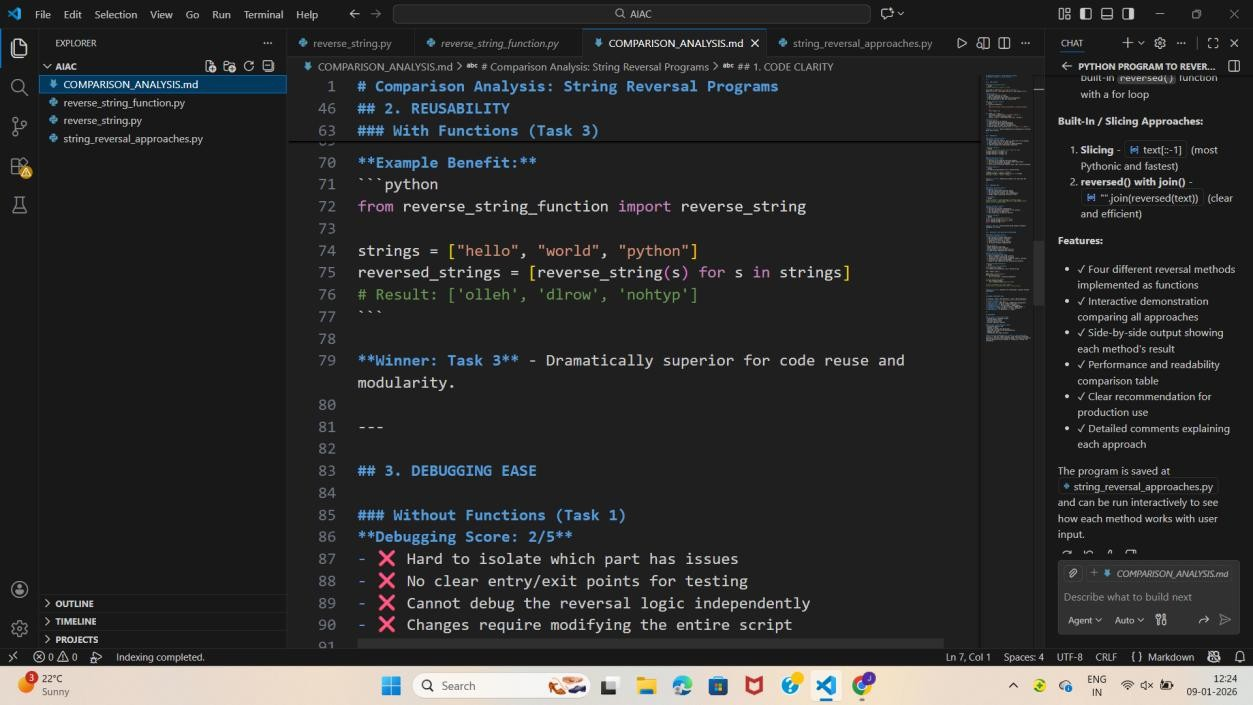 File Edit Selection View Go Run Terminal Help
AIAC
EXPLORER
AIAC
COMPARISON_ANALYSIS.md
reverse_string_function.py
reverse_string.py
string_reversal_approaches.py
OUTLINE
TIMELINE
PROJECTS
reverse_string.py
reverse_string_function.py
COMPARISON_ANALYSIS.md
string_reversal_approaches.py
COMPARISON_ANALYSIS.md > # Comparison Analysis: String Reversal Programs > ## 1. CODE CLARITY
1 # Comparison Analysis: String Reversal Programs
46 ## 2. REUSABILITY
63 ### With Functions (Task 3)
70 **Example Benefit:**
71 ```python
72 from reverse_string_function import reverse_string
73
74 strings = ["hello", "world", "python"]
75 reversed_strings = [reverse_string(s) for s in strings]
76 # Result: ['olleh', 'dlrow', 'nohtyp']
77 ```
78
79 **Winner: Task 3** - Dramatically superior for code reuse and
modularity.
80
81 ---
82
83 ## 3. DEBUGGING EASE
84
85 ### Without Functions (Task 1)
86 **Debugging Score: 2/5**
87 - ❌ Hard to isolate which part has issues
88 - ❌ No clear entry/exit points for testing
89 - ❌ Cannot debug the reversal logic independently
90 - ❌ Changes require modifying the entire script
91
CHAT
PYTHON PROGRAM TO REVER...
built-in reversed() function
with a for loop
Built-In / Slicing Approaches:
1. Slicing - text[::-1] (most
Pythonic and fastest)
2. reversed() with join() -
"".join(reversed(text)) (clear
and efficient)
Features:
• ✓ Four different reversal methods
implemented as functions
• ✓ Interactive demonstration
comparing all approaches
• ✓ Side-by-side output showing
each method's result
• ✓ Performance and readability
comparison table
• ✓ Clear recommendation for
production use
• ✓ Detailed comments explaining
each approach
The program is saved at
string_reversal_approaches.py
and can be run interactively to see
how each method works with user
input.
COMPARISON_ANALYSIS.md
Describe what to build next
Agent Auto
0 0 Indexing completed.
Ln 7, Col 1 Spaces: 4 UTF-8 CRLF { } Markdown
3
22°C
Sunny
Search
ENG
IN
12:24
09-01-2026